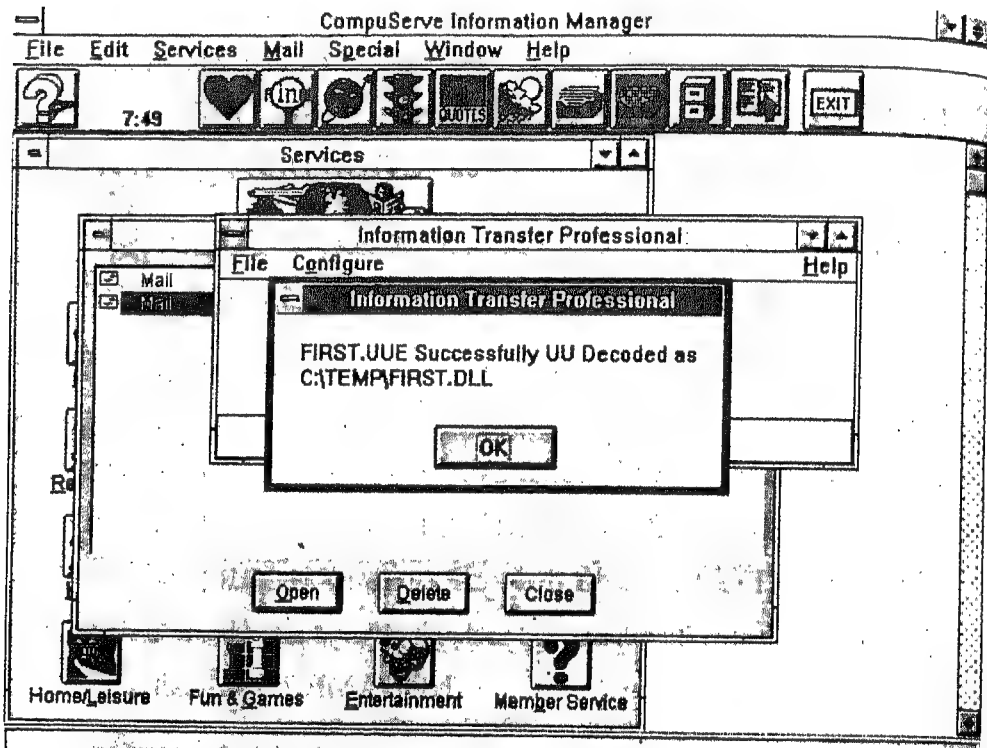 CompuServe Information Manager
File Edit Services Mail Special Window Help
7:49
QUOTES
EXIT
Services
Information Transfer Professional
File Configure Help
Mail
Mail
Information Transfer Professional
FIRST.UUE Successfully UU Decoded as
C:\TEMP\FIRST.DLL
OK
Re
Open Delete Close
Home/Leisure Fun & Games Entertainment Member Service